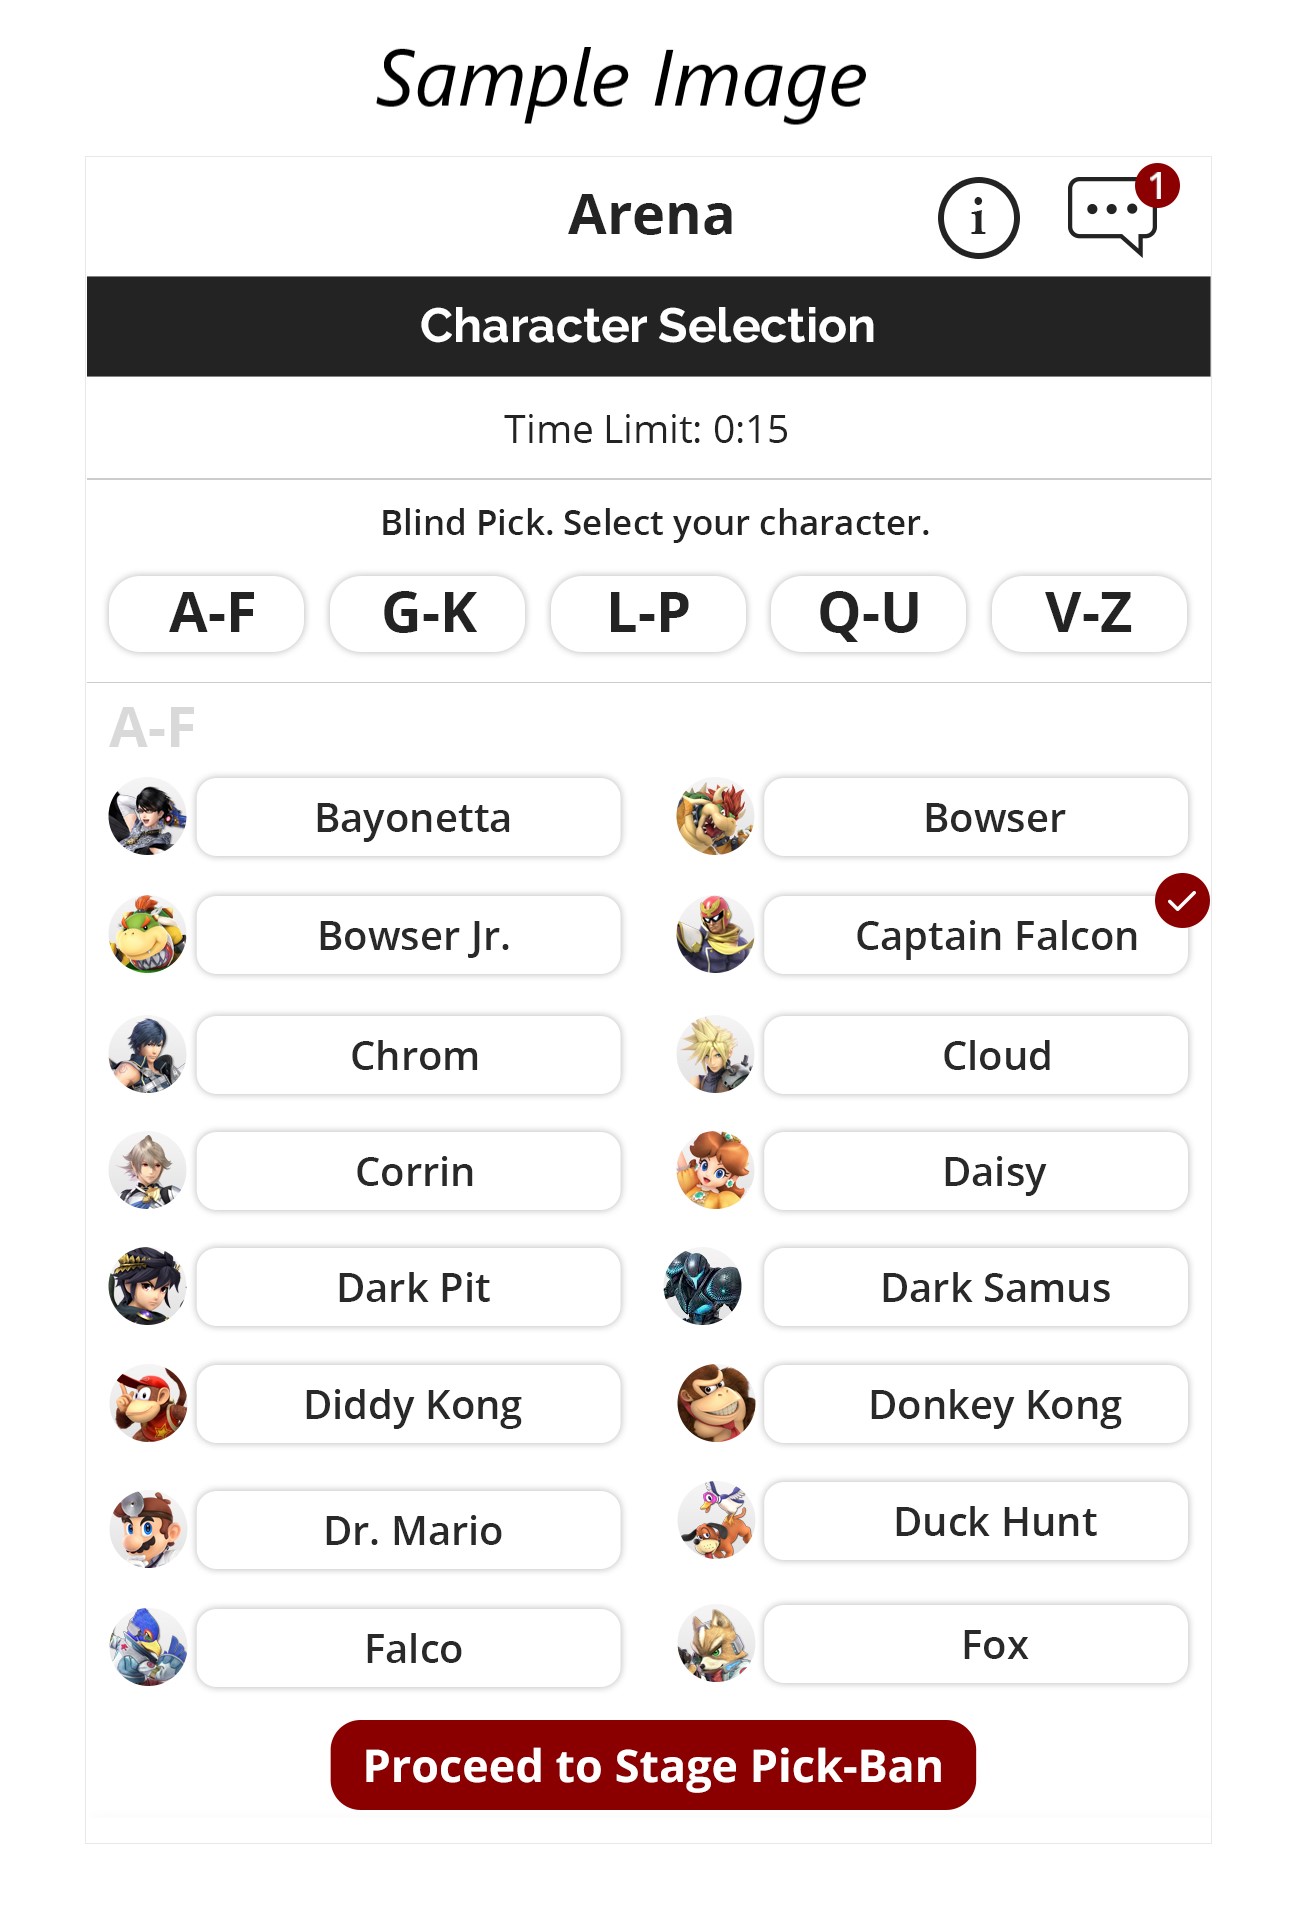 Sample Image
Arena
i
1
Character Selection
Time Limit: 0:15
Blind Pick. Select your character.
A-F G-K L-P Q-U V-Z
A-F
Bayonetta Bowser
Bowser Jr. Captain Falcon
Chrom Cloud
Corrin Daisy
Dark Pit Dark Samus
Diddy Kong Donkey Kong
Dr. Mario Duck Hunt
Falco Fox
Proceed to Stage Pick-Ban